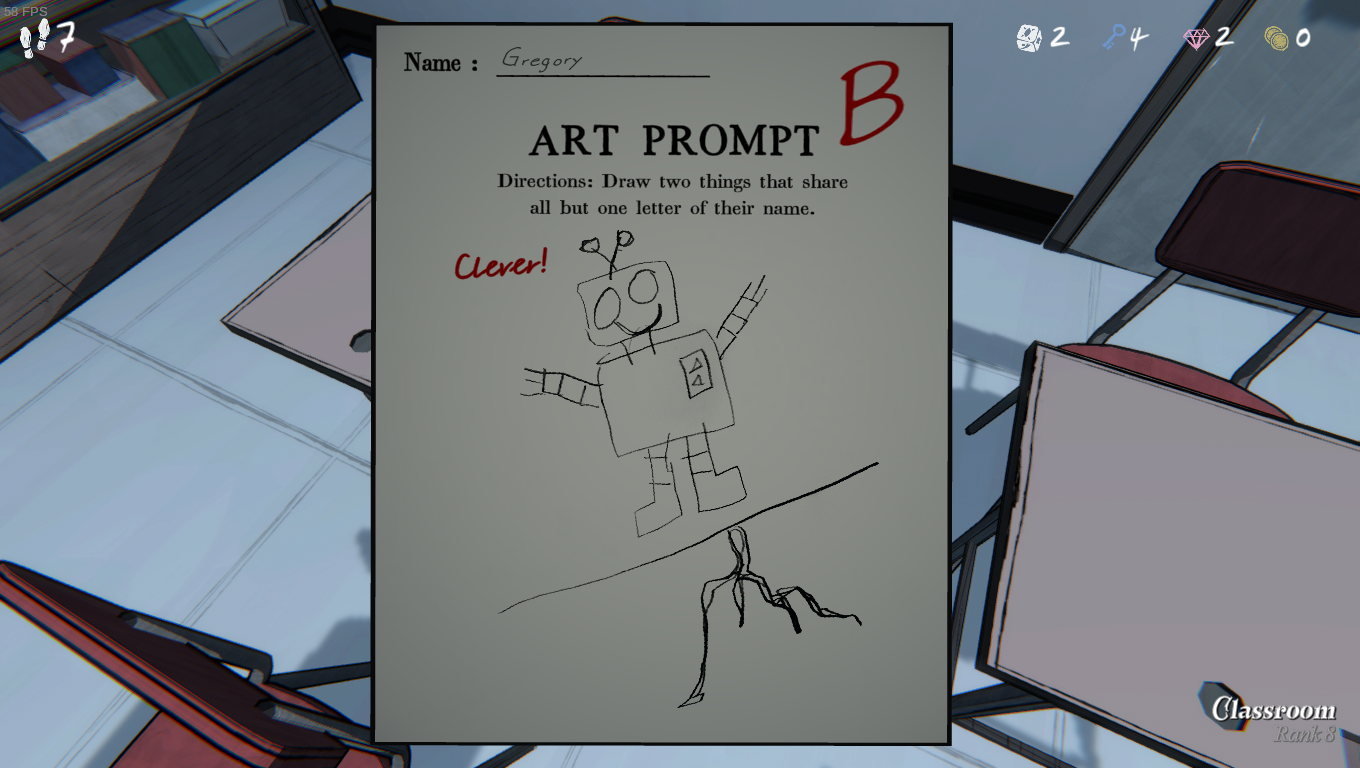 58 FPS
7
2 4 2 0
Name : Gregory
B
ART PROMPT
Directions: Draw two things that share
all but one letter of their name.
Clever!
Classroom
Rank 8